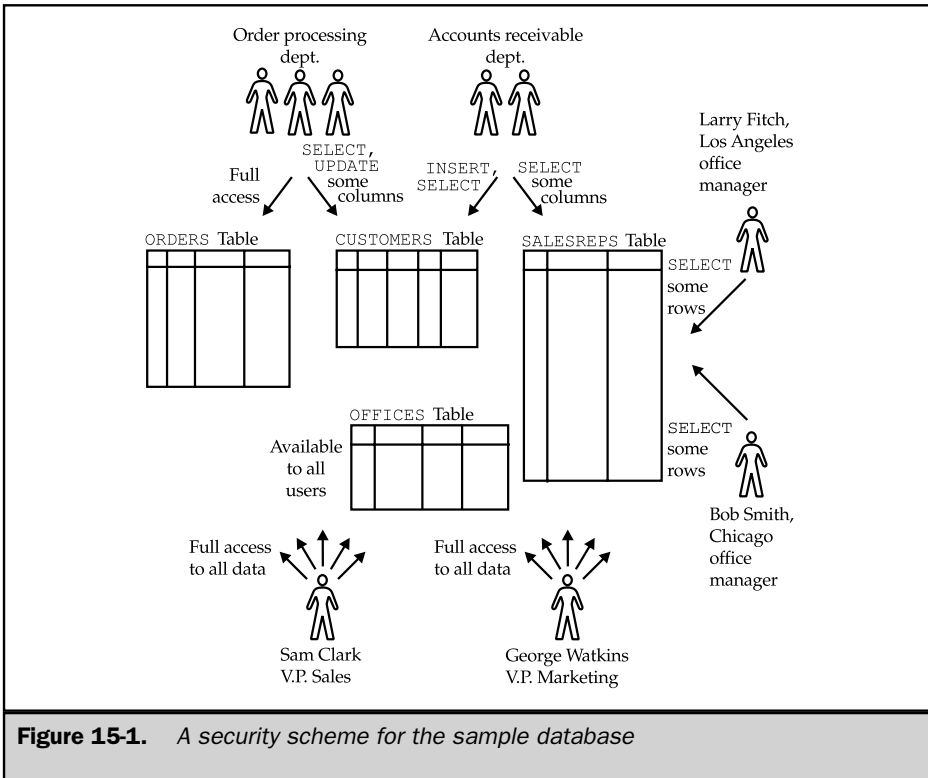 Order processing
dept.
Accounts receivable
dept.
Larry Fitch,
Los Angeles
office
manager
SELECT,
UPDATE
some
columns
Full
access
INSERT,
SELECT
SELECT
some
columns
ORDERS Table
CUSTOMERS Table
SALESREPS Table
SELECT
some
rows
OFFICES Table
Available
to all
users
SELECT
some
rows
Bob Smith,
Chicago
office
manager
Full access
to all data
Full access
to all data
Sam Clark
V.P. Sales
George Watkins
V.P. Marketing
Figure 15-1. A security scheme for the sample database